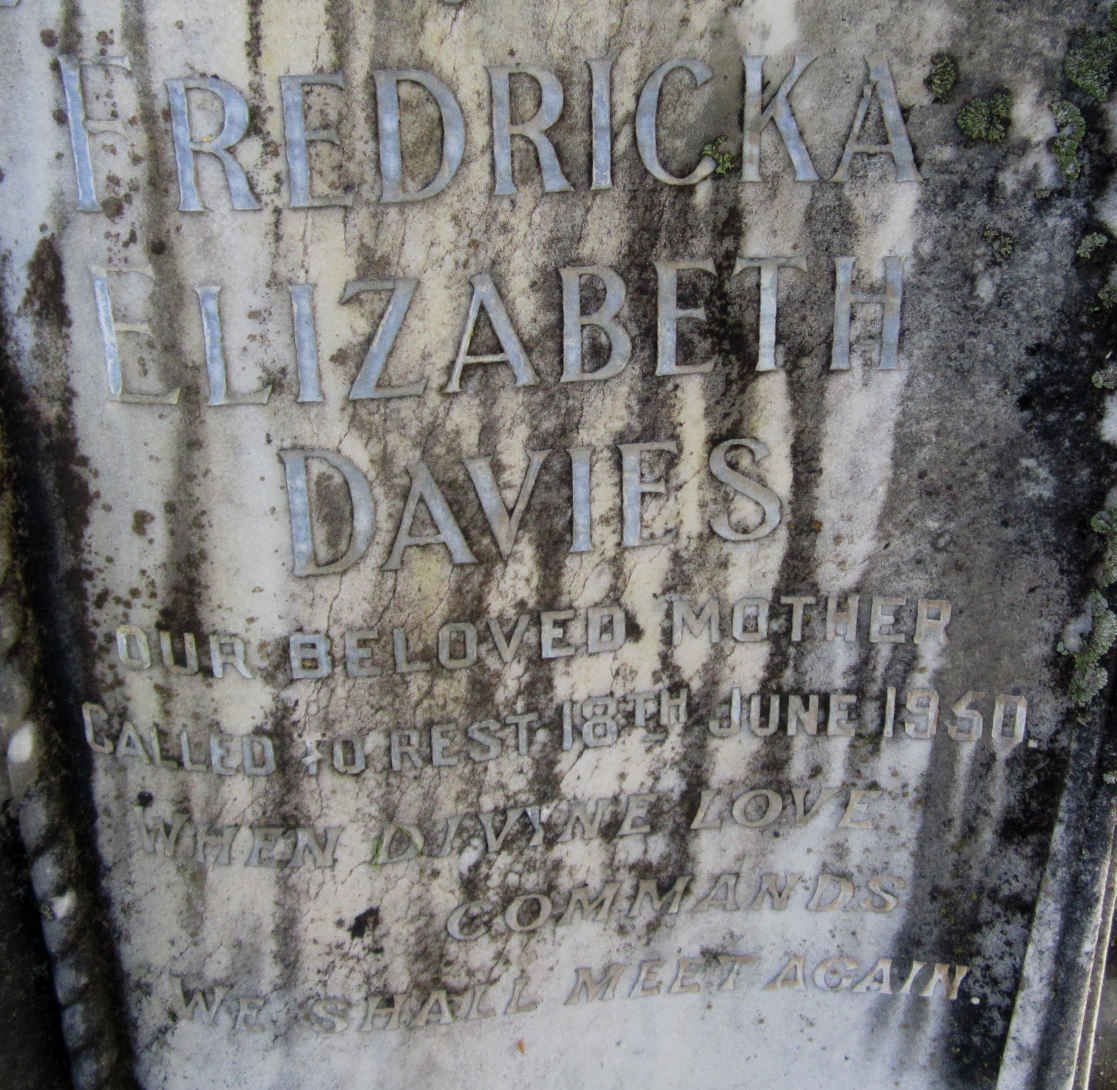 FREDRICKA
ELIZABETH
DAVIES
OUR BELOVED MOTHER
CALLED TO REST 18TH JUNE 1950.
WHEN DIVYNE LOVE
COMMANDS
WE SHALL MEET AGAIN.